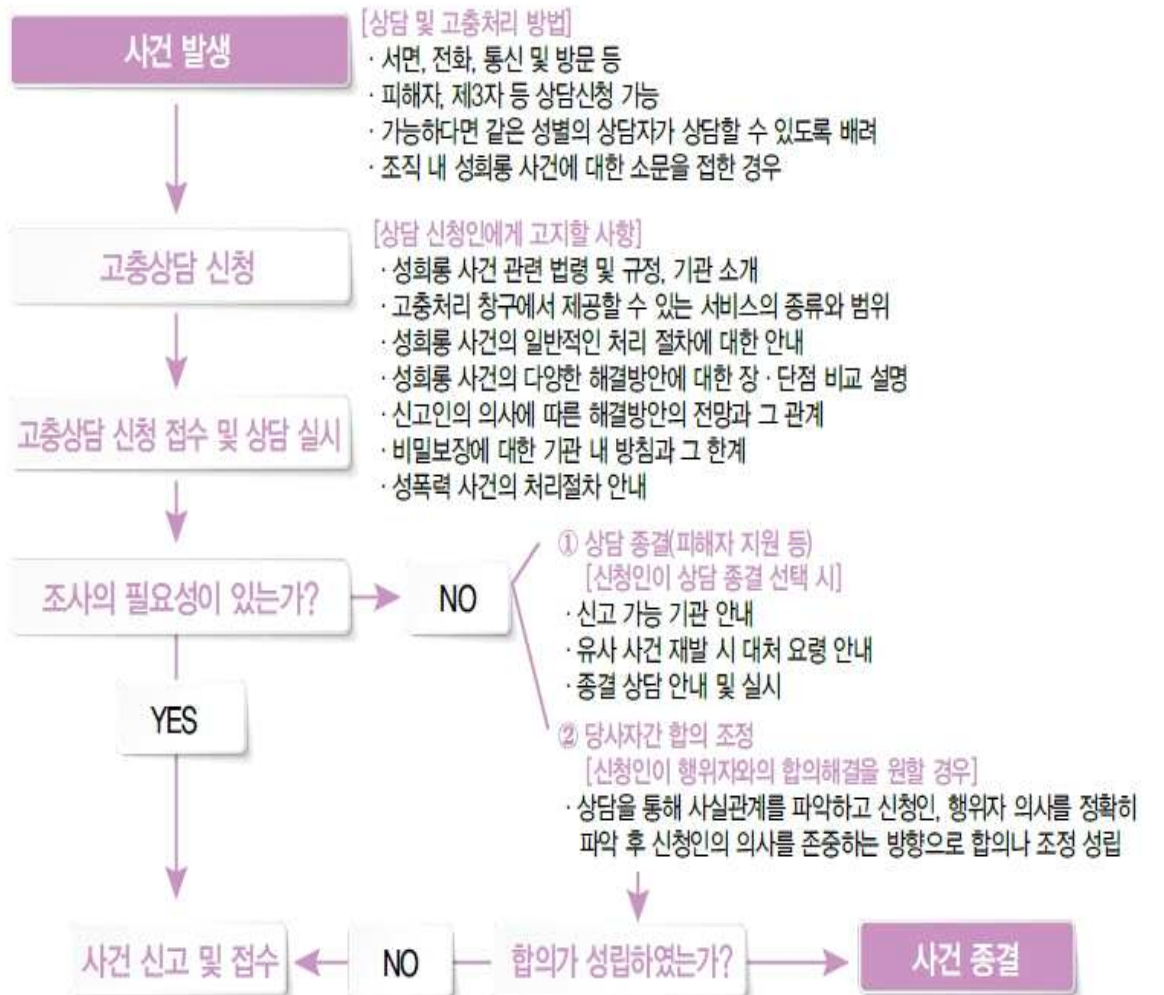 사건 발생
[상담 및 고충처리 방법]
· 서면, 전화, 통신 및 방문 등
· 피해자, 제3자 등 상담신청 가능
· 가능하다면 같은 성별의 상담자가 상담할 수 있도록 배려
· 조직 내 성희롱 사건에 대한 소문을 접한 경우
고충상담 신청
[상담 신청인에게 고지할 사항]
· 성희롱 사건 관련 법령 및 규정, 기관 소개
· 고충처리 창구에서 제공할 수 있는 서비스의 종류와 범위
· 성희롱 사건의 일반적인 처리 절차에 대한 안내
· 성희롱 사건의 다양한 해결방안에 대한 장 · 단점 비교 설명
· 신고인의 의사에 따른 해결방안의 전망과 그 관계
· 비밀보장에 대한 기관 내 방침과 그 한계
· 성폭력 사건의 처리절차 안내
고충상담 신청 접수 및 상담 실시
조사의 필요성이 있는가?
NO
① 상담 종결(피해자 지원 등)
[신청인이 상담 종결 선택 시]
· 신고 가능 기관 안내
· 유사 사건 재발 시 대처 요령 안내
· 종결 상담 안내 및 실시
YES
② 당사자간 합의 조정
[신청인이 행위자와의 합의해결을 원할 경우]
· 상담을 통해 사실관계를 파악하고 신청인, 행위자 의사를 정확히
파악 후 신청인의 의사를 존중하는 방향으로 합의나 조정 성립
사건 신고 및 접수
NO
합의가 성립하였는가?
사건 종결